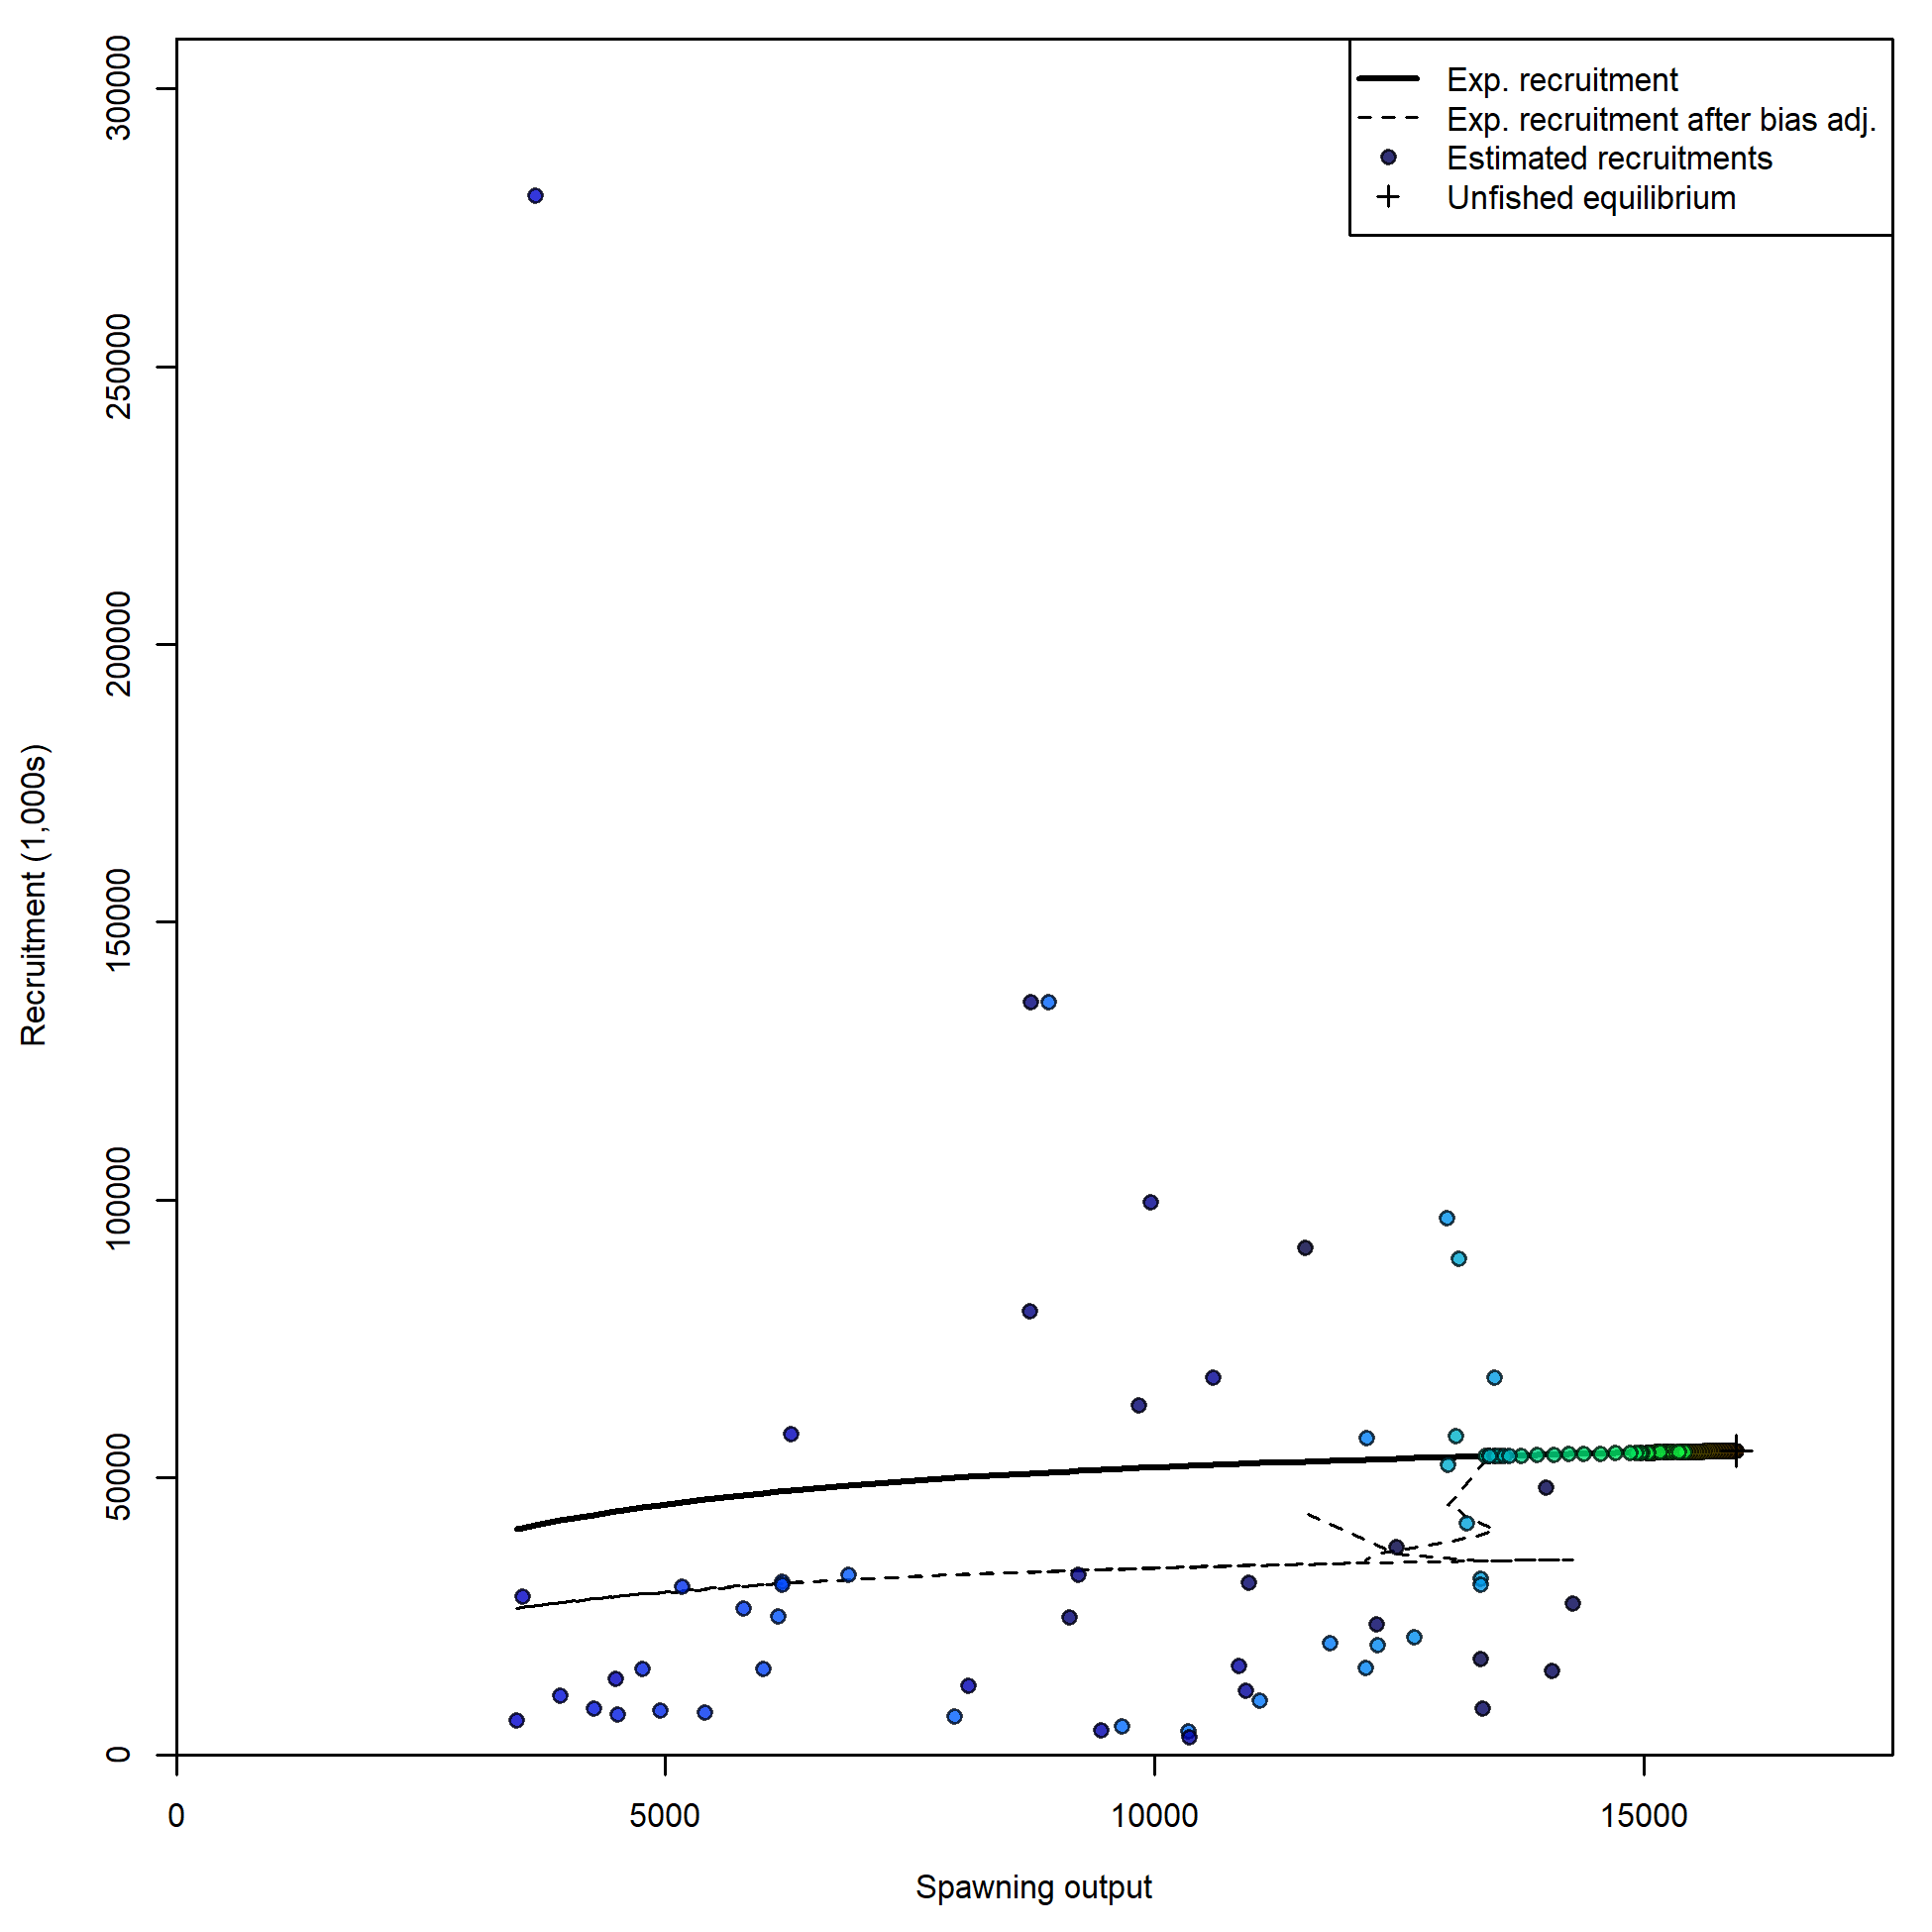 Exp. recruitment
Exp. recruitment after bias adj.
Estimated recruitments
Unfished equilibrium
300000
250000
200000
150000
100000
50000
0
Recruitment (1,000s)
0 5000 10000 15000
Spawning output